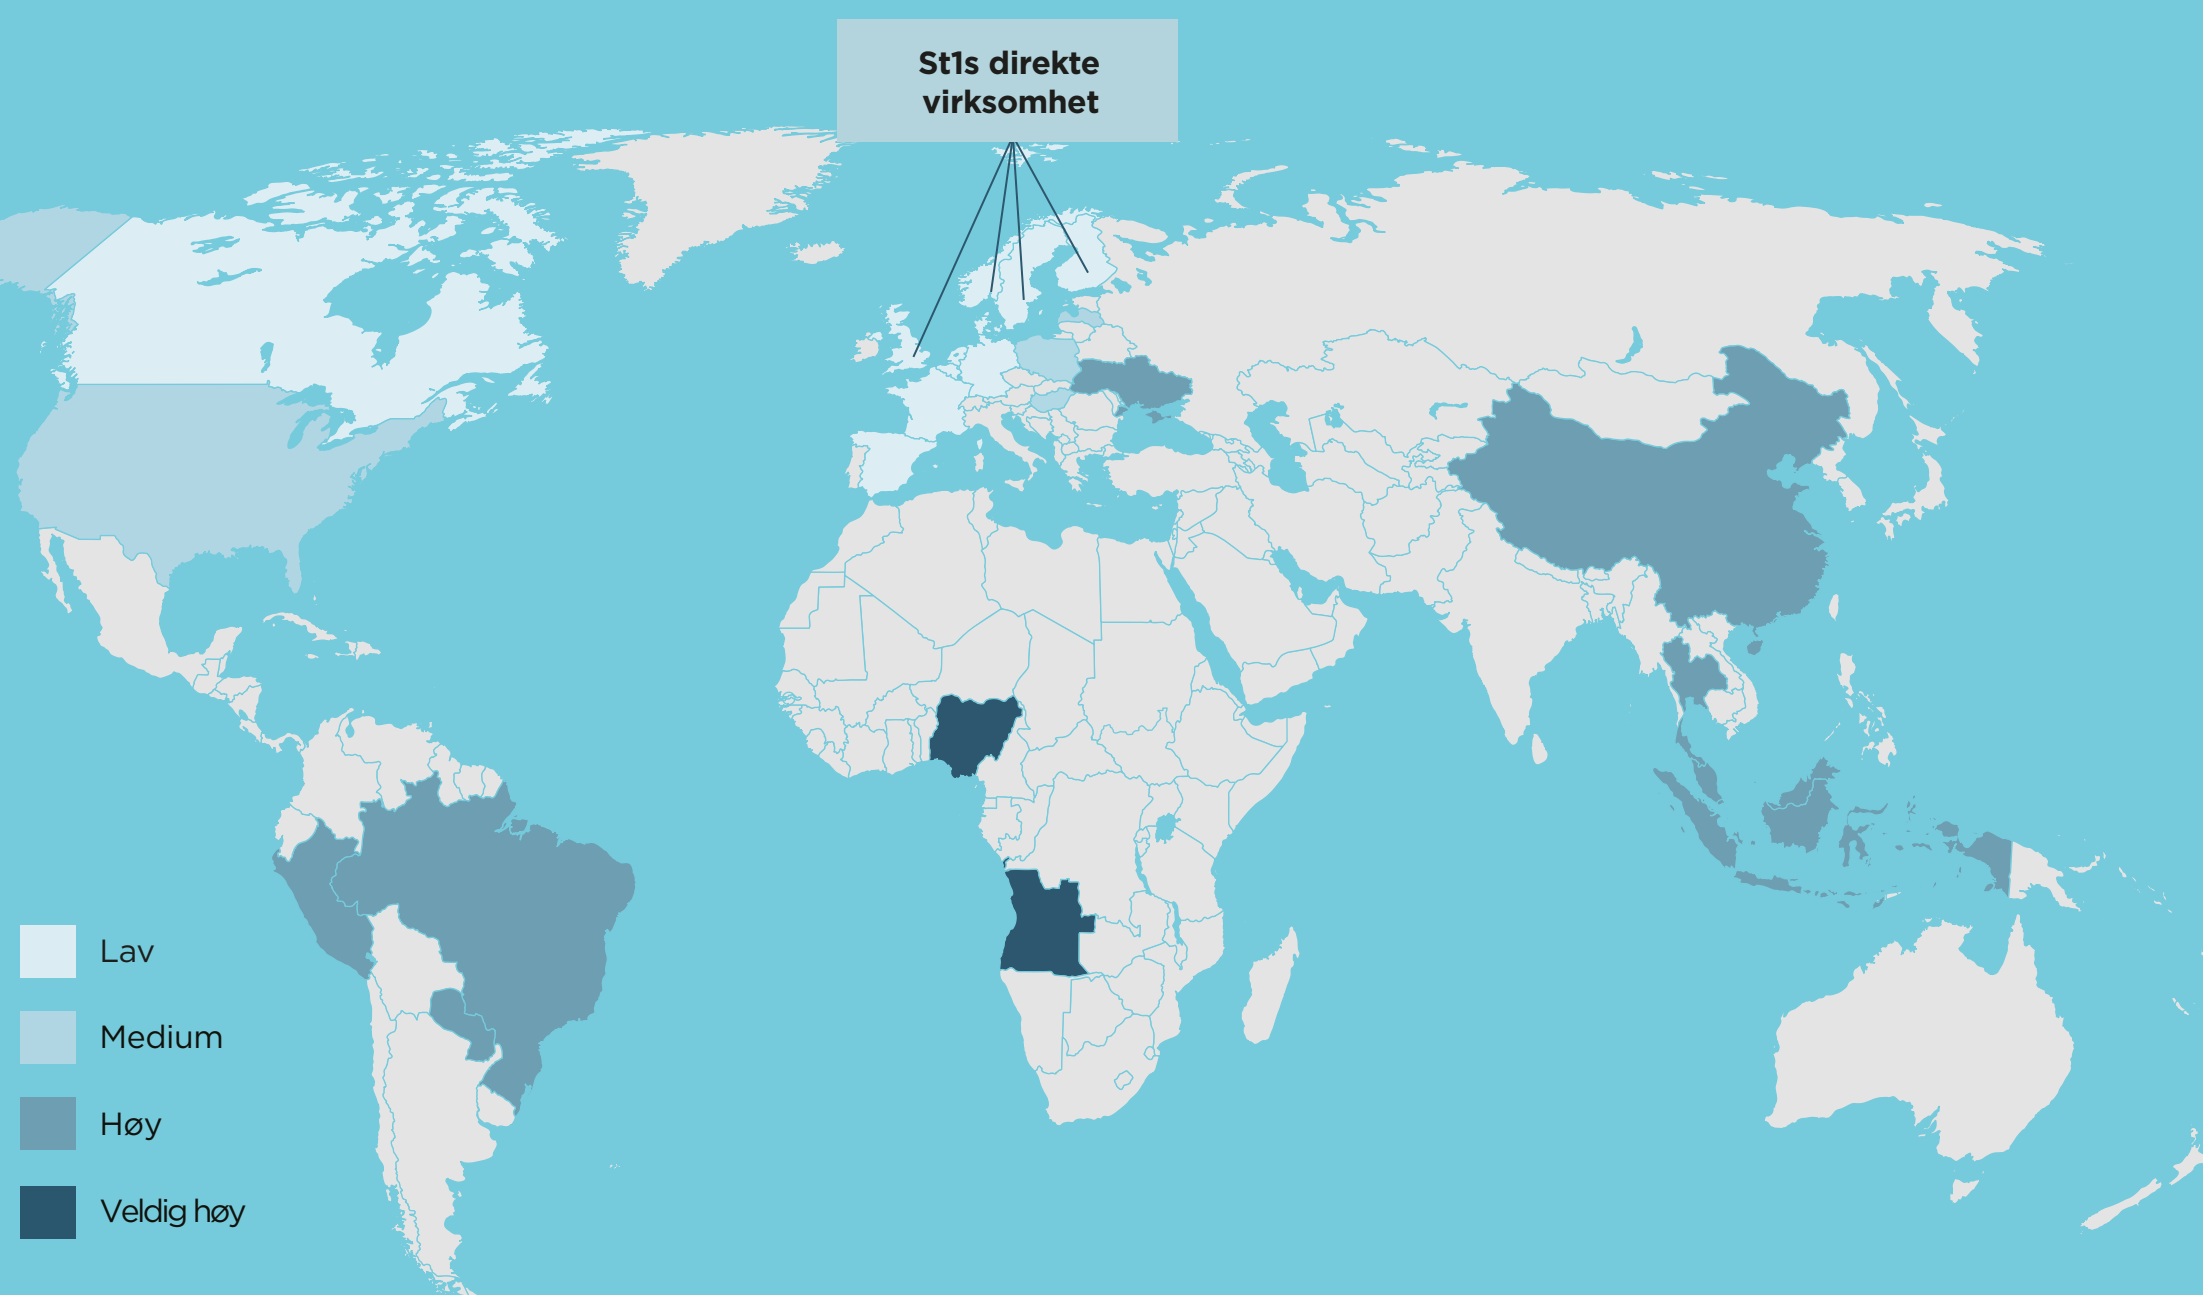 St1s direkte
virksomhet
Lav
Medium
Høy
Veldig høy